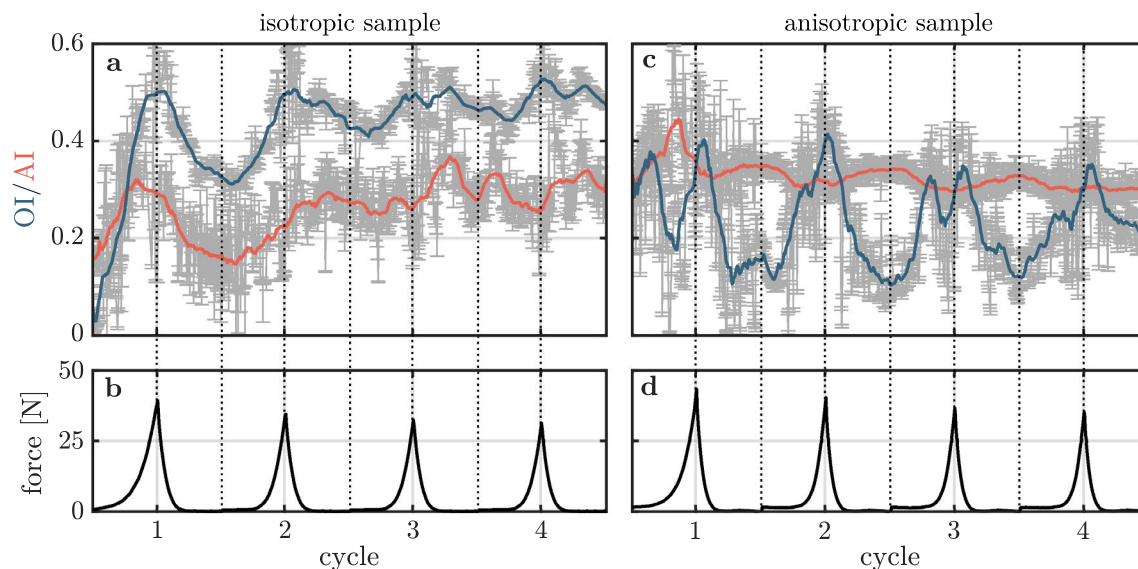 isotropic sample
anisotropic sample
a
c
0.6
0.4
0.2
0
OI/AI
b
d
50
25
0
force [N]
1 2 3 4
1 2 3 4
cycle
cycle